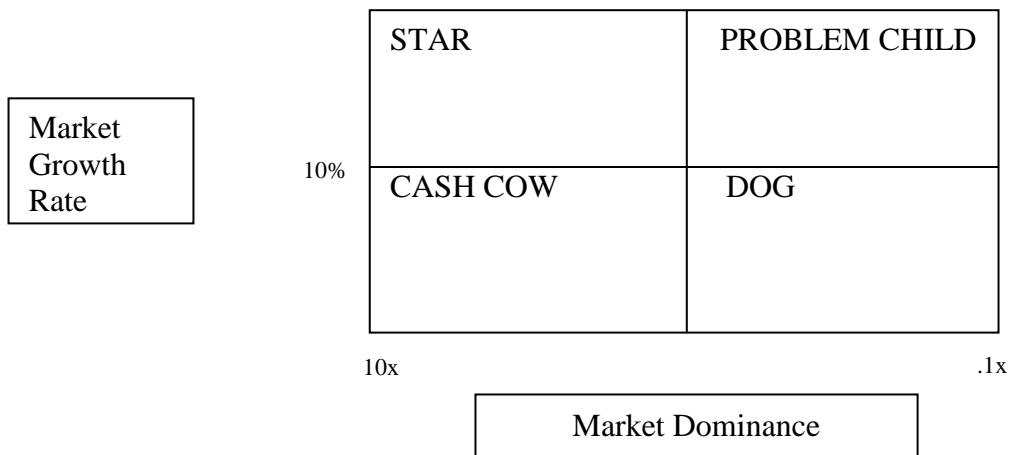 STAR
PROBLEM CHILD
Market
Growth
Rate
10%
CASH COW
DOG
10x
.1x
Market Dominance